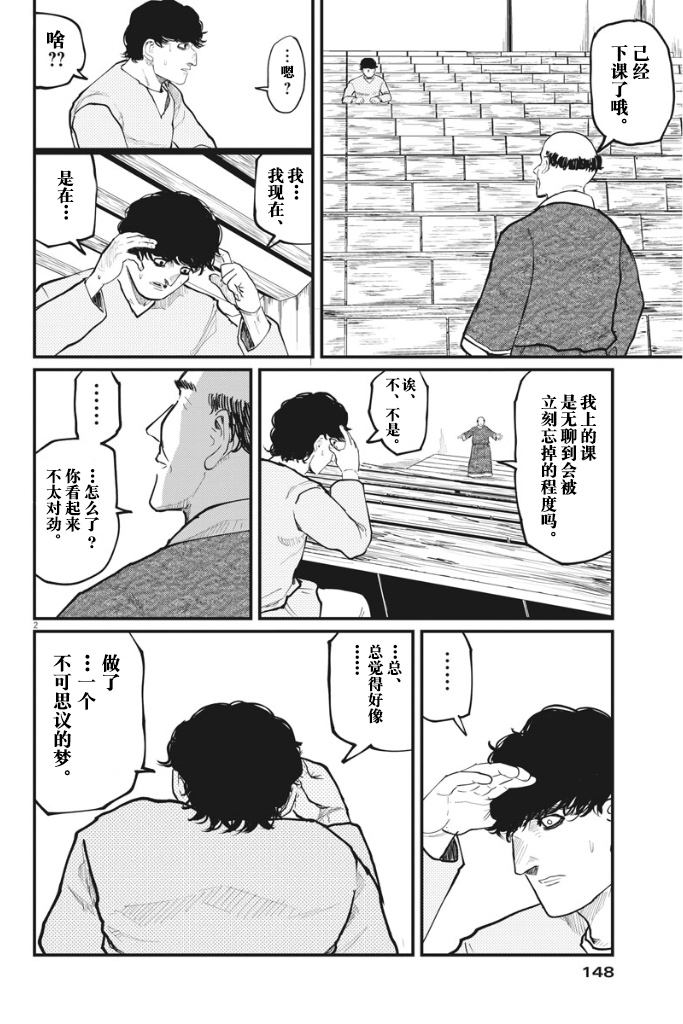 已经
下课了哦。
…嗯?
啥
??
我…
我现在、
是在…
我上的课
是无聊到会被
立刻忘掉的程度吗。
诶、
不、不是。
……
…怎么了?
你看起来
不太对劲。
……
…总、
总觉得好像
……
做了
…一个
不可思议的梦。
2
148